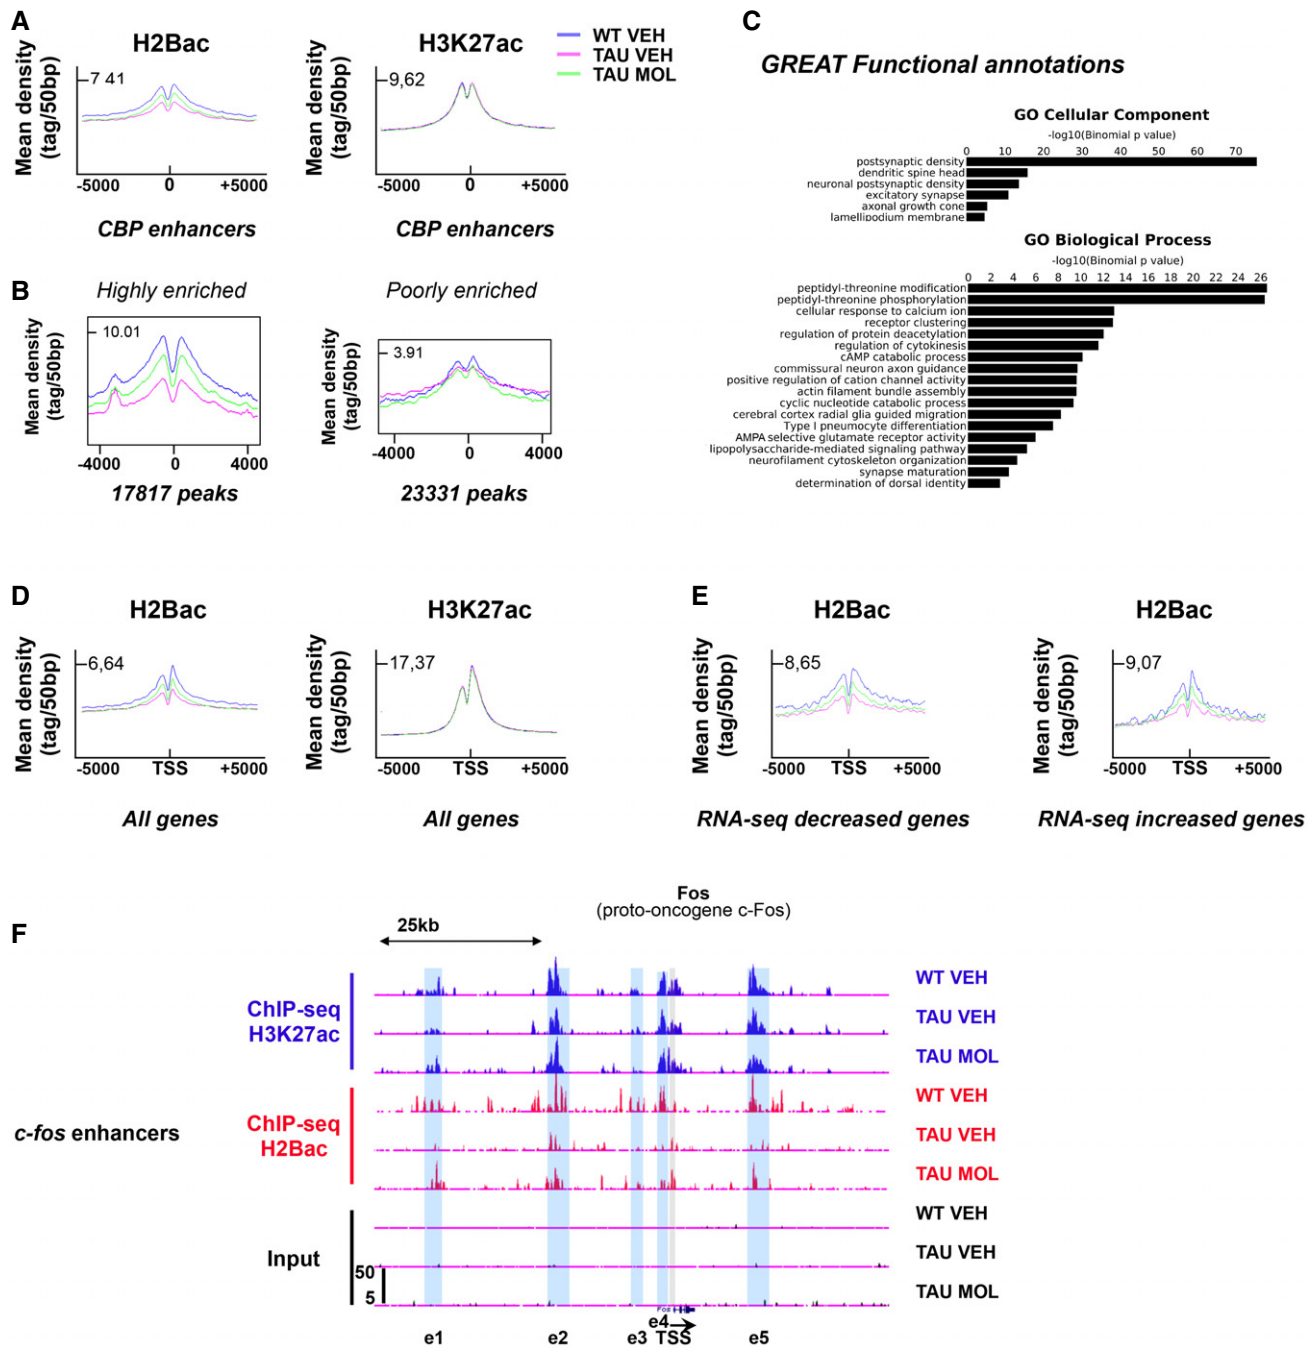 A
H2Bac
Mean density
(tag/50bp)
7 41
-5000 0 +5000
CBP enhancers
H3K27ac
Mean density
(tag/50bp)
9,62
-5000 0 +5000
CBP enhancers
WT VEH
TAU VEH
TAU MOL
B
Highly enriched
Mean density
(tag/50bp)
10.01
-4000 0 4000
17817 peaks
Poorly enriched
Mean density
(tag/50bp)
3.91
-4000 0 4000
23331 peaks
C
GREAT Functional annotations
GO Cellular Component
-log10(Binomial p value)
0 10 20 30 40 50 60 70
postsynaptic density
dendritic spine head
neuronal postsynaptic density
excitatory synapse
axonal growth cone
lamellipodium membrane
GO Biological Process
-log10(Binomial p value)
0 2 4 6 8 10 12 14 16 18 20 22 24 26
peptidyl-threonine modification
peptidyl-threonine phosphorylation
cellular response to calcium ion
receptor clustering
regulation of protein deacetylation
regulation of cytokinesis
cAMP catabolic process
commissural neuron axon guidance
positive regulation of cation channel activity
actin filament bundle assembly
cyclic nucleotide catabolic process
cerebral cortex radial glia guided migration
Type I pneumocyte differentiation
AMPA selective glutamate receptor activity
lipopolysaccharide-mediated signaling pathway
neurofilament cytoskeleton organization
synapse maturation
determination of dorsal identity
D
H2Bac
Mean density
(tag/50bp)
6,64
-5000 TSS +5000
All genes
H3K27ac
Mean density
(tag/50bp)
17,37
-5000 TSS +5000
All genes
E
H2Bac
Mean density
(tag/50bp)
8,65
-5000 TSS +5000
RNA-seq decreased genes
H2Bac
Mean density
(tag/50bp)
9,07
-5000 TSS +5000
RNA-seq increased genes
F
Fos
(proto-oncogene c-Fos)
25kb
c-fos enhancers
ChIP-seq
H3K27ac
WT VEH
TAU VEH
TAU MOL
ChIP-seq
H2Bac
WT VEH
TAU VEH
TAU MOL
Input
WT VEH
TAU VEH
TAU MOL
50
5
Fos
e4
e1 e2 e3 TSS e5